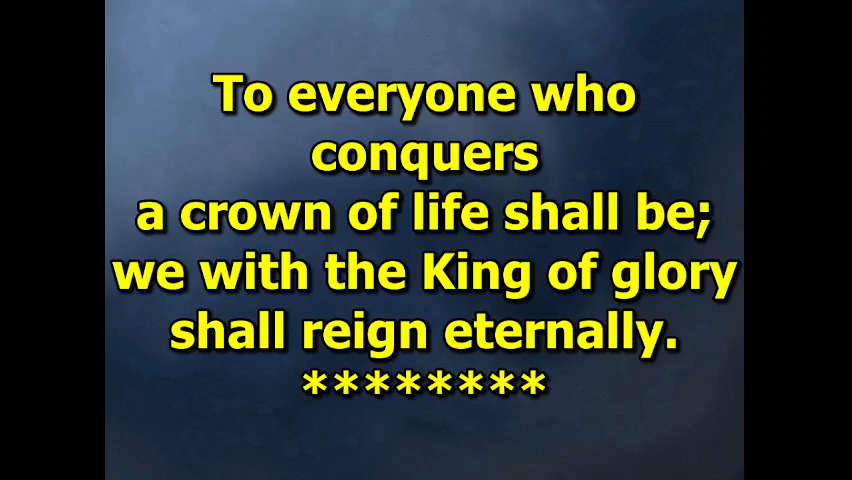 To everyone who
conquers
a crown of life shall be;
we with the King of glory
shall reign eternally.
********